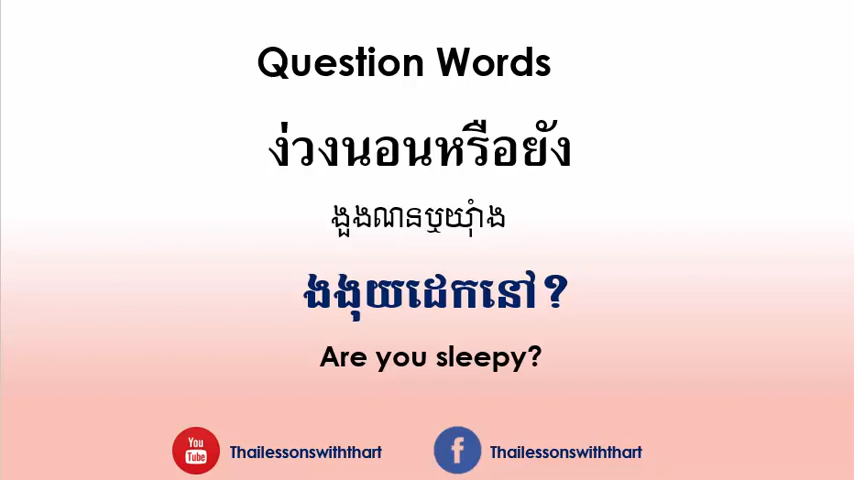 Question Words
ง่วงนอนหรือยัง
ងួងណនឬយ៉ាំង
ងងុយដេកនៅ?
Are you sleepy?
You Tube Thailessonswiththart f Thailessonswiththart